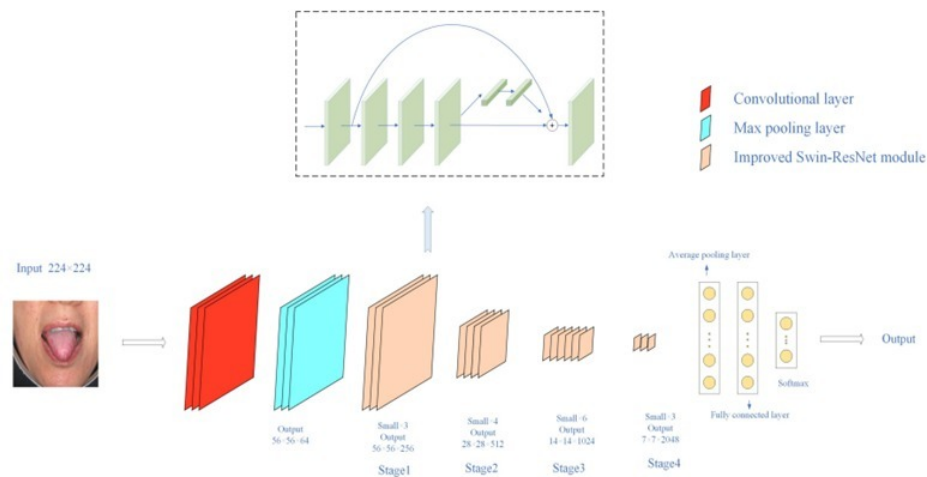 Convolutional layer
Max pooling layer
Improved Swin-ResNet module
Input 224×224
Average pooling layer
Output
Softmax
Fully connected layer
Output
56×56×64
Small×3
Output
56×56×256
Stage1
Small×4
Output
28×28×512
Stage2
Small×6
Output
14×14×1024
Stage3
Small×3
Output
7×7×2048
Stage4